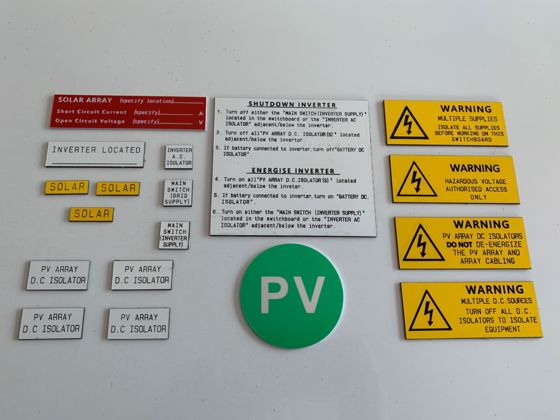 SOLAR ARRAY (specify location)
Short Circuit Current (specify) A
Open Circuit Voltage (specify) V
INVERTER LOCATED
INVERTER
A.C.
ISOLATOR
SOLAR
SOLAR
SOLAR
MAIN
SWITCH
(GRID
SUPPLY)
MAIN
SWITCH
(INVERTER
SUPPLY)
PV ARRAY
D.C ISOLATOR
PV ARRAY
D.C ISOLATOR
PV ARRAY
D.C ISOLATOR
PV ARRAY
D.C ISOLATOR
SHUTDOWN INVERTER
1. Turn off either the "MAIN SWITCH(INVERTER SUPPLY)"
located in the switchboard or the "INVERTER AC
ISOLATOR" adjacent/below the inverter.
2. Turn off all"PV ARRAY D.C.ISOLATOR(S)" located
adjacent/below the inverter.
3. If battery connected to inverter,turn off"BATTERY DC
ISOLATOR".
ENERGISE INVERTER
4. Turn on all"PV ARRAY D.C.ISOLATOR(S)" located
adjacent/below the inverter.
5. If battery connected to inverter,turn on "BATTERY DC.
ISOLATOR".
6. Turn on either the "MAIN SWITCH (INVERTER SUPPLY)"
located in the switchboard or the "INVERTER AC
ISOLATOR" adjacent/below the inverter.
PV
WARNING
MULTIPLE SUPPLIES
ISOLATE ALL SUPPLIES
BEFORE WORKING ON THIS
SWITCHBOARD
WARNING
HAZARDOUS VOLTAGE
AUTHORISED ACCESS
ONLY
WARNING
PV ARRAY DC ISOLATORS
DO NOT DE-ENERGIZE
THE PV ARRAY AND
ARRAY CABLING
WARNING
MULTIPLE D.C.SOURCES
TURN OFF ALL D.C.
ISOLATORS TO ISOLATE
EQUIPMENT